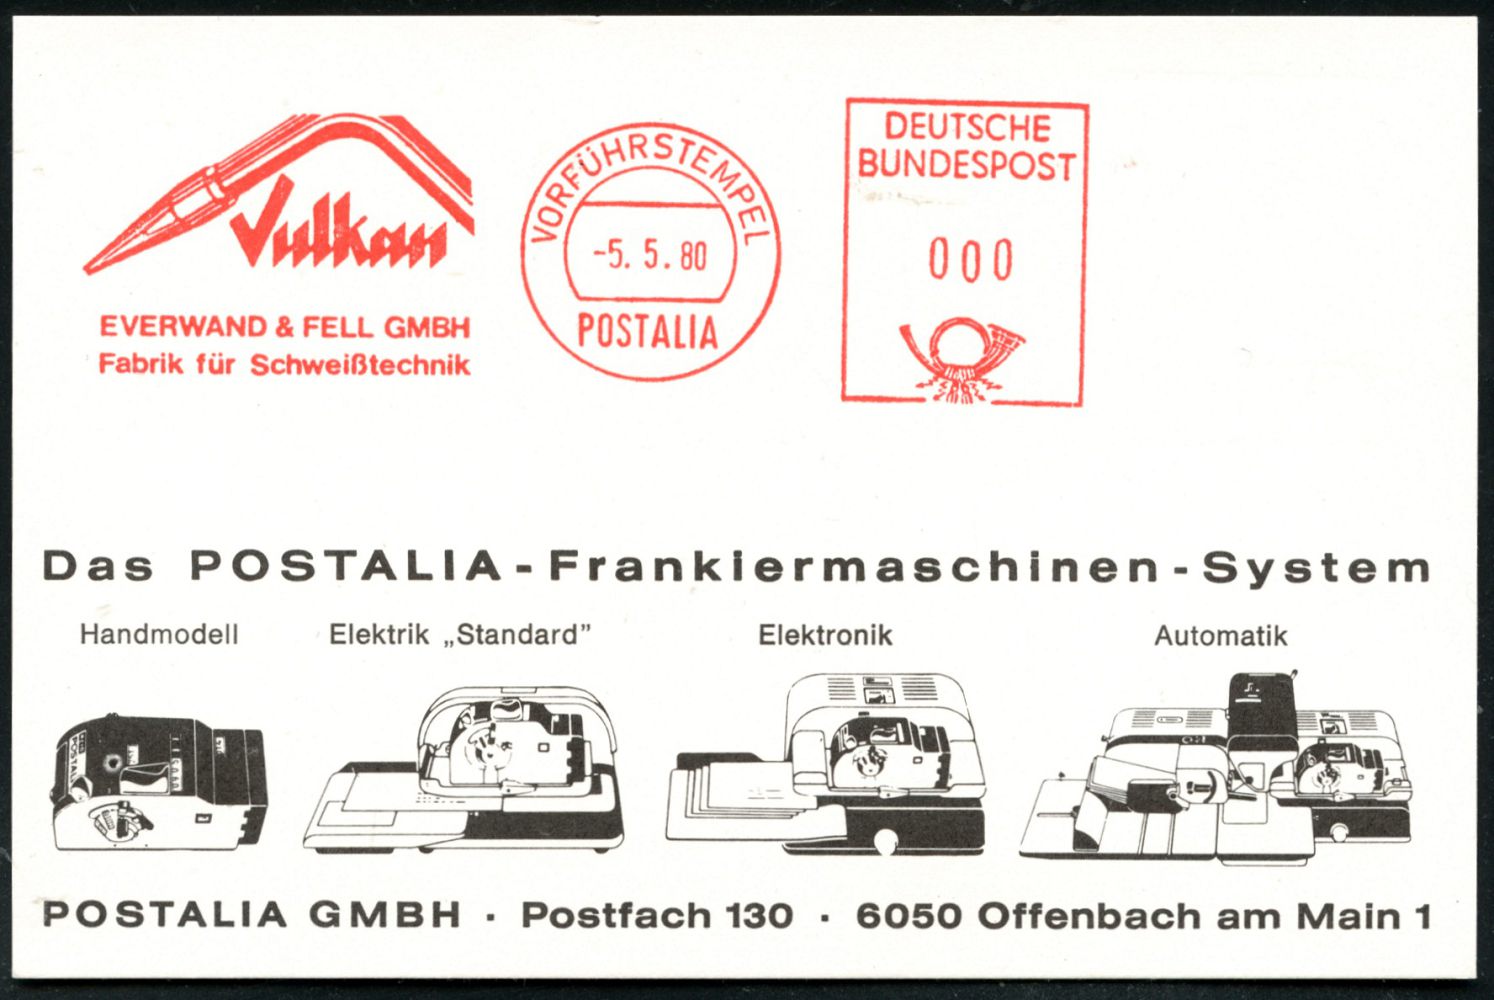 Vulkan
EVERWAND & FELL GMBH
Fabrik für Schweißtechnik
VORFÜHRSTEMPEL
-5. 5. 80
POSTALIA
DEUTSCHE
BUNDESPOST
000
Das POSTALIA-Frankiermaschinen-System
Handmodell
Elektrik „Standard”
Elektronik
Automatik
POSTALIA
POSTALIA GMBH · Postfach 130 · 6050 Offenbach am Main 1